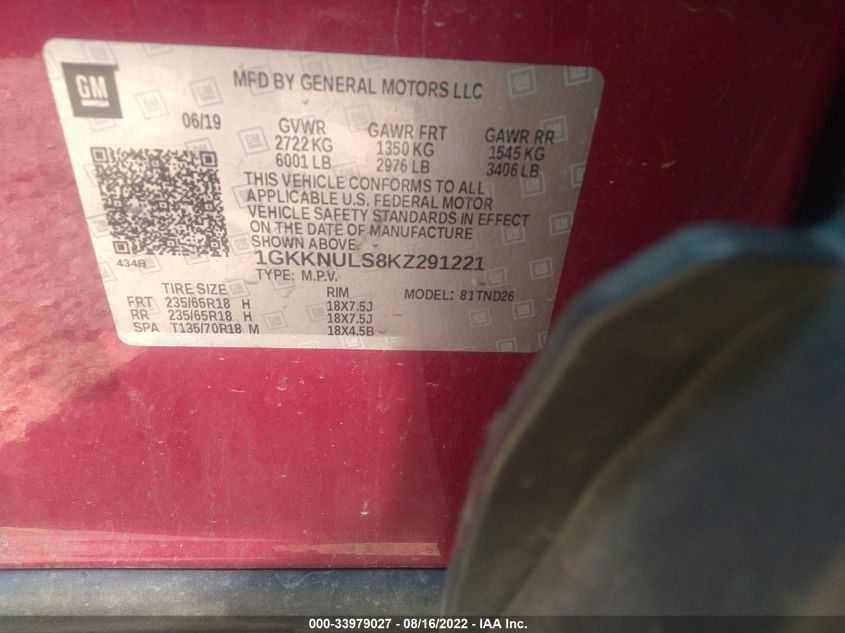 GM
MFD BY GENERAL MOTORS LLC
06/19
GVWR GAWR FRT GAWR RR
2722 KG 1350 KG 1545 KG
6001 LB 2976 LB 3406 LB
THIS VEHICLE CONFORMS TO ALL
APPLICABLE U.S. FEDERAL MOTOR
VEHICLE SAFETY STANDARDS IN EFFECT
ON THE DATE OF MANUFACTURE
SHOWN ABOVE.
434B
1GKKNULS8KZ291221
TYPE: M.P.V.
TIRE SIZE RIM MODEL: 81TND26
FRT 235/65R18 H 18X7.5J
RR 235/65R18 H 18X7.5J
SPA T135/70R18 M 18X4.5B
000-33979027 - 08/16/2022 - IAA Inc.